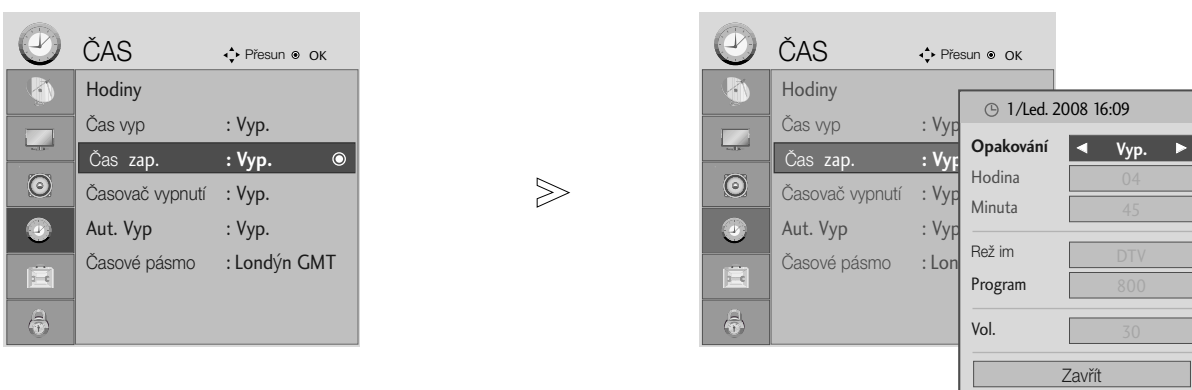 ČAS Přesun OK
Hodiny
Čas vyp : Vyp.
Čas zap. : Vyp.
Časovač vypnutí : Vyp.
Aut. Vyp : Vyp.
Časové pásmo : Londýn GMT
ČAS Přesun OK
Hodiny
Čas vyp : Vyp
Čas zap. : Vyp
Časovač vypnutí : Vyp
Aut. Vyp : Vyp
Časové pásmo : Lon
1/Led. 2008 16:09
Opakování Vyp.
Hodina 04
Minuta 45
Rež im DTV
Program 800
Vol. 30
Zavřít